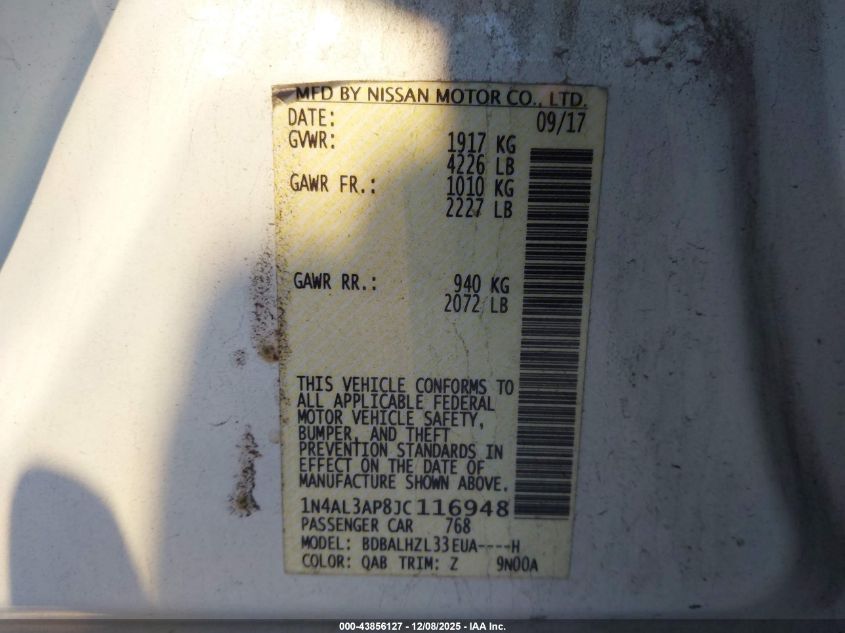 MFD BY NISSAN MOTOR CO., LTD.
DATE: 09/17
GVWR: 1917 KG
4226 LB
GAWR FR.: 1010 KG
2227 LB
GAWR RR.: 940 KG
2072 LB
THIS VEHICLE CONFORMS TO
ALL APPLICABLE FEDERAL
MOTOR VEHICLE SAFETY,
BUMPER, AND THEFT
PREVENTION STANDARDS IN
EFFECT ON THE DATE OF
MANUFACTURE SHOWN ABOVE.
1N4AL3AP8JC116948
PASSENGER CAR 768
MODEL: BDBALHZL33EUA----H
COLOR: QAB TRIM: Z 9N00A
000-43856127 - 12/08/2025 - IAA Inc.